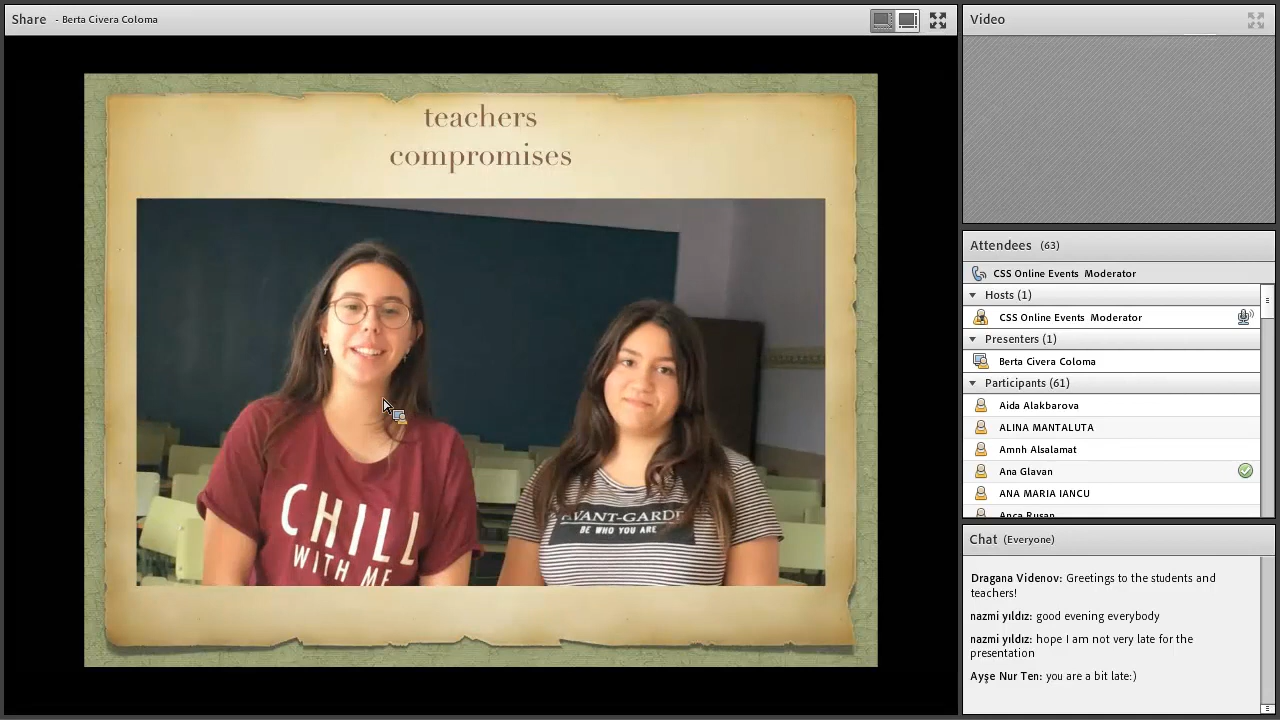 Share - Berta Civera Coloma
teachers
compromises
CHILL
WITH ME
AVANT-GARDE
BE WHO YOU ARE
Video
Attendees (63)
CSS Online Events Moderator
Hosts (1)
CSS Online Events Moderator
Presenters (1)
Berta Civera Coloma
Participants (61)
Aida Alakbarova
ALINA MANTALUTA
Amnh Alsalamat
Ana Glavan
ANA MARIA IANCU
Anca Rusan
Chat (Everyone)
Dragana Videnov: Greetings to the students and
teachers!
nazmi yıldız: good evening everybody
nazmi yıldız: hope I am not very late for the
presentation
Ayşe Nur Ten: you are a bit late:)